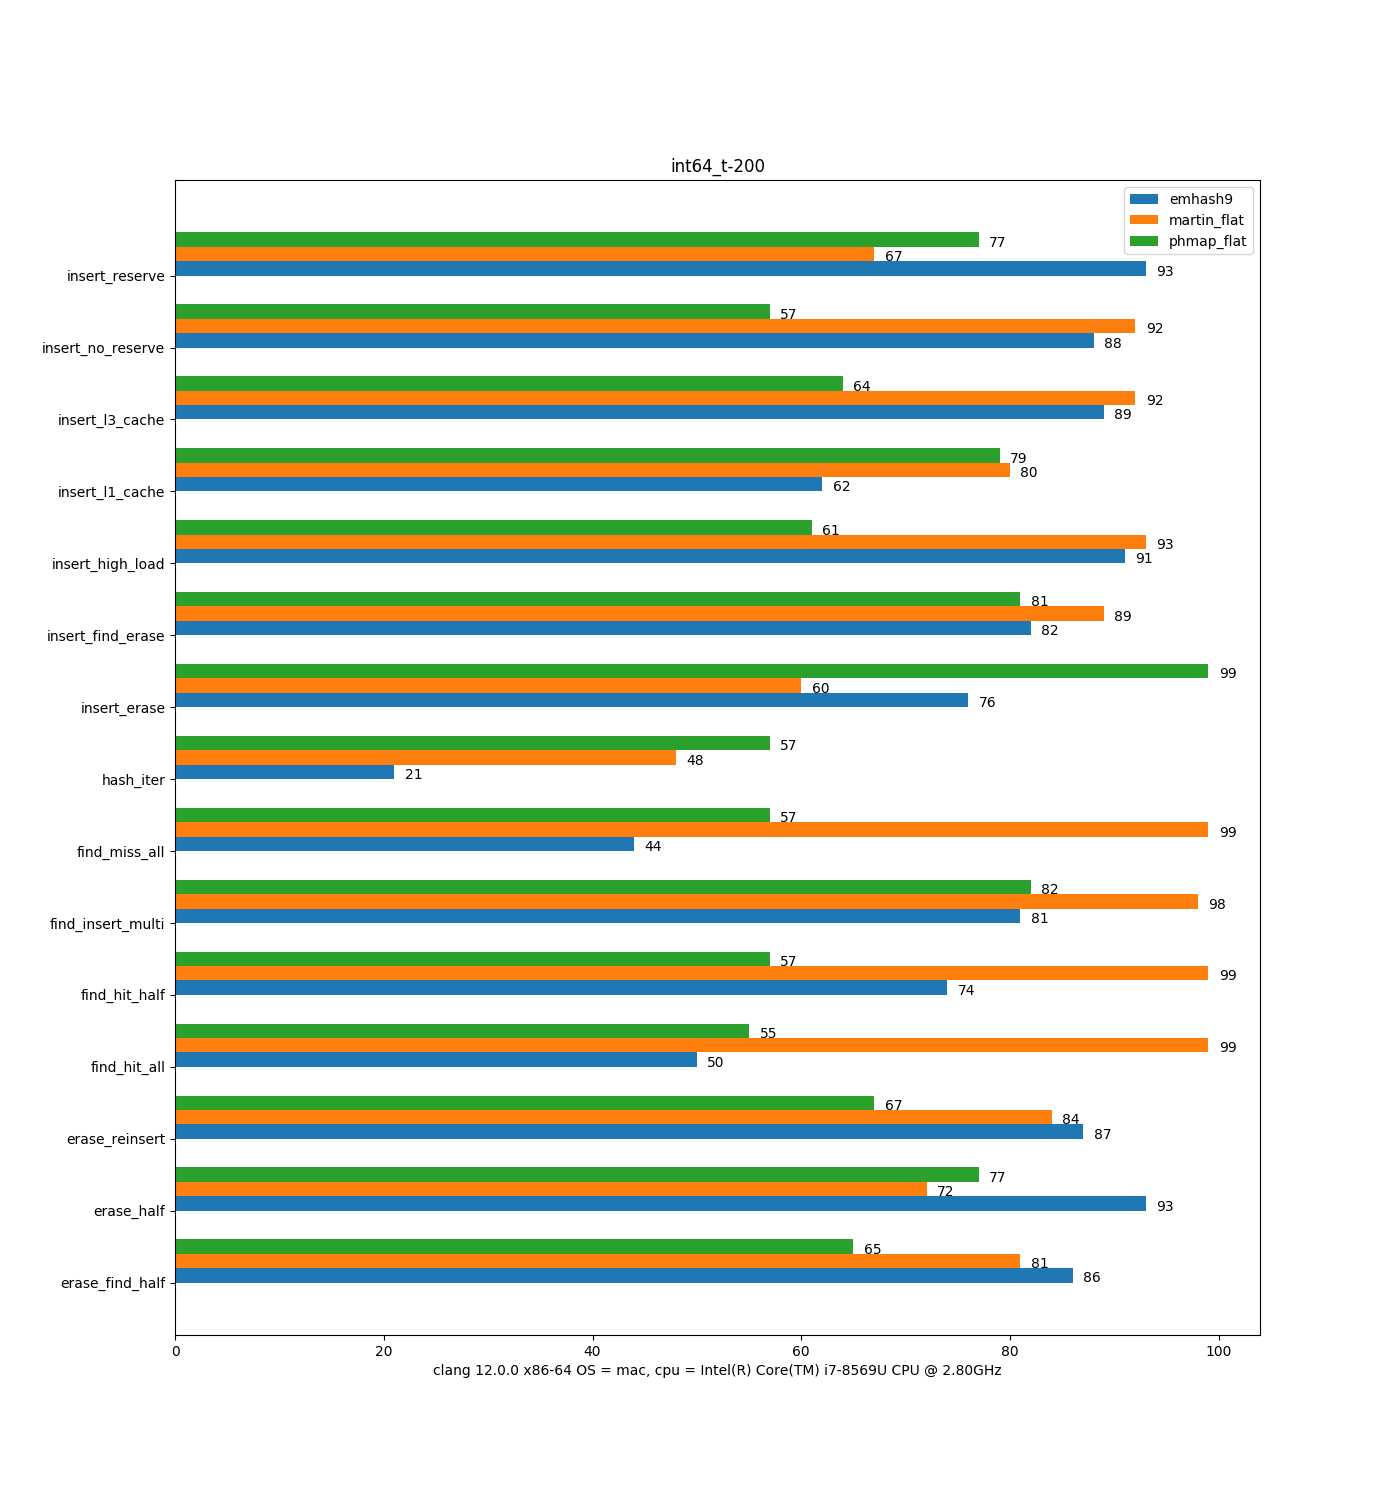 int64_t-200
emhash9
martin_flat
phmap_flat
77
67
insert_reserve 93
57
92
insert_no_reserve 88
64
92
insert_l3_cache 89
79
80
insert_l1_cache 62
61
93
insert_high_load 91
81
89
insert_find_erase 82
99
60
insert_erase 76
57
48
hash_iter 21
57
99
find_miss_all 44
82
98
find_insert_multi 81
57
99
find_hit_half 74
55
99
find_hit_all 50
67
84
erase_reinsert 87
77
72
erase_half 93
65
81
erase_find_half 86
0 20 40 60 80 100
clang 12.0.0 x86-64 OS = mac, cpu = Intel(R) Core(TM) i7-8569U CPU @ 2.80GHz